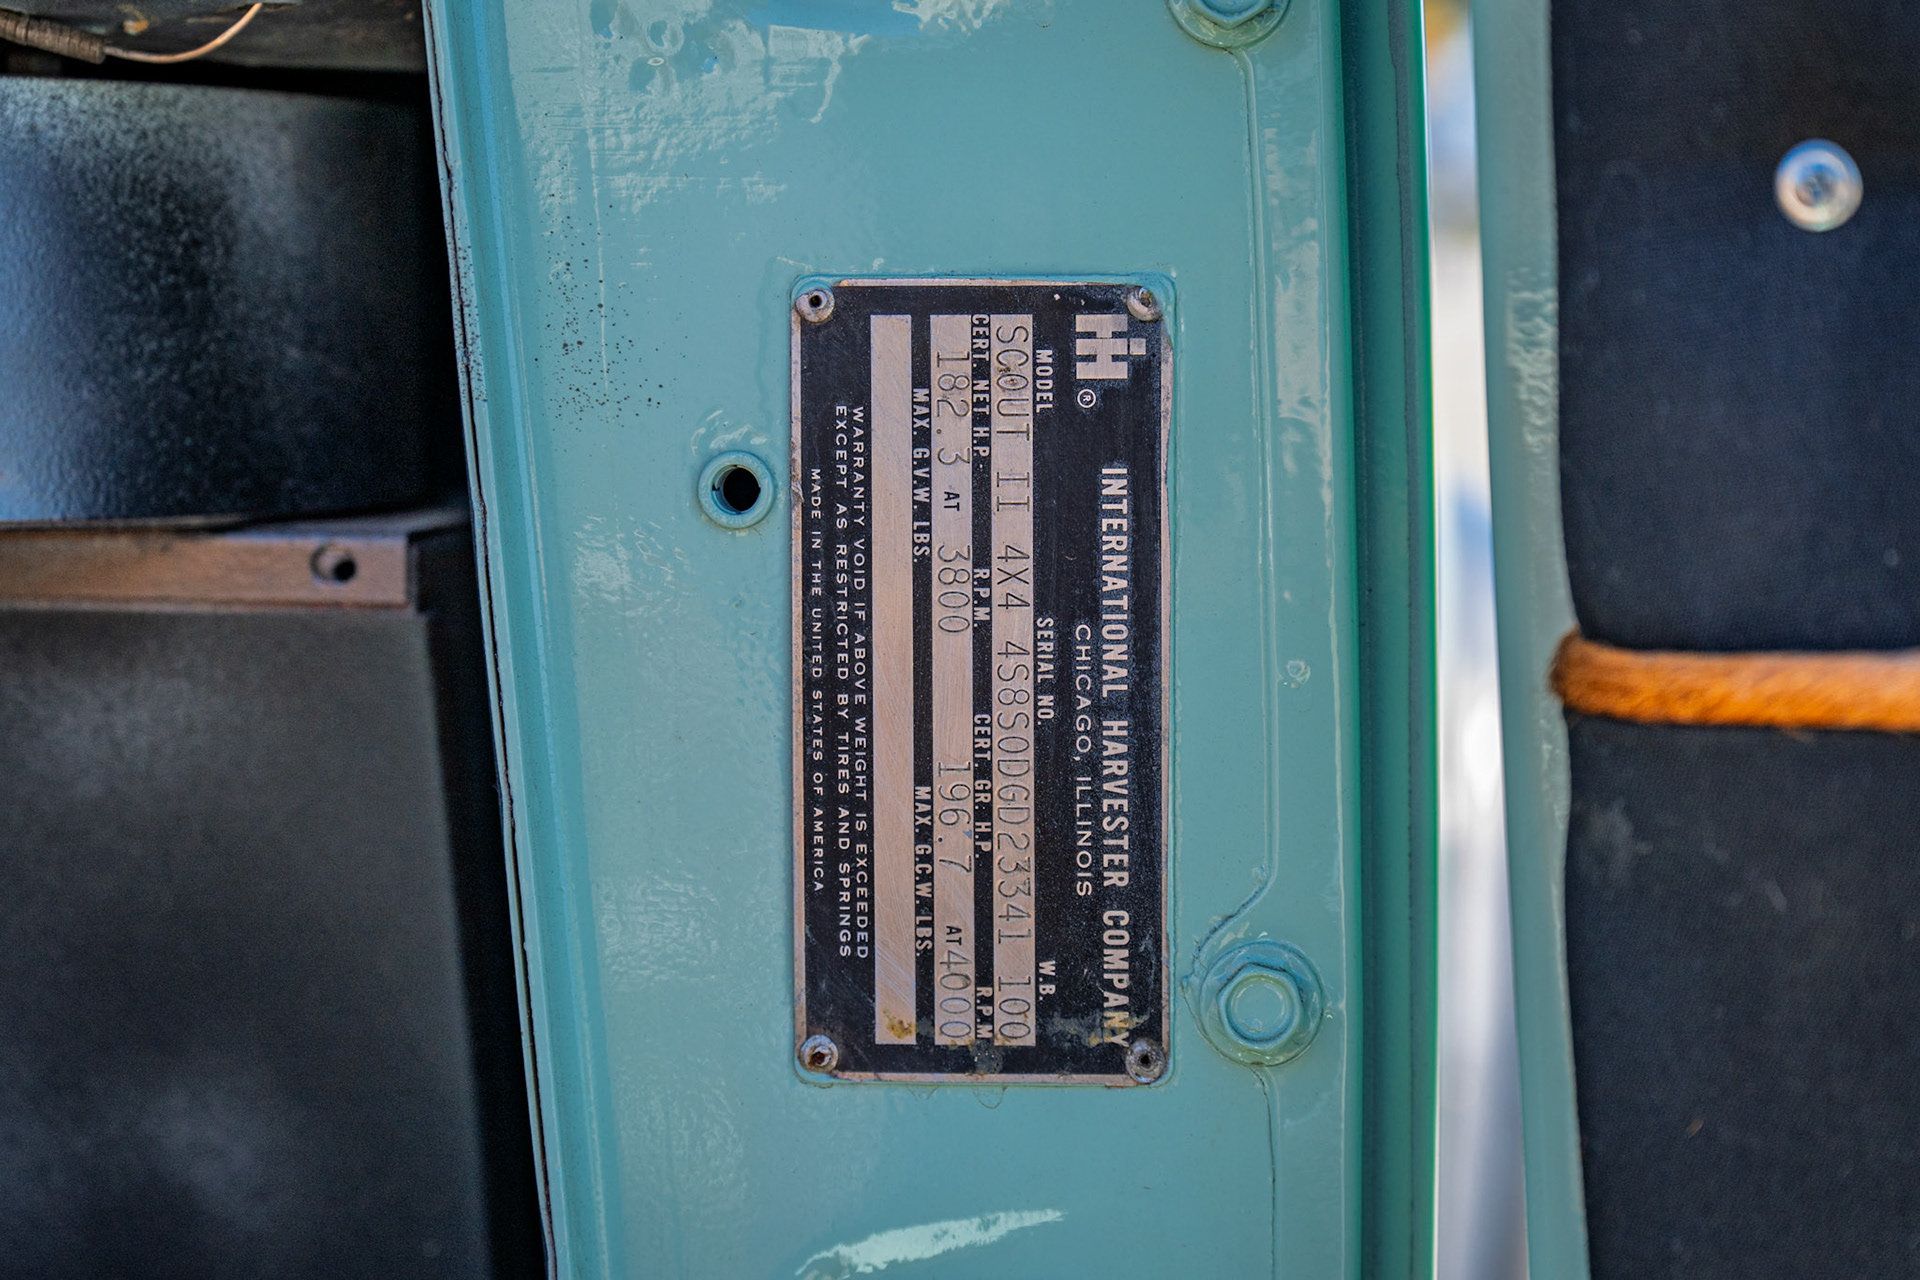 IH ®
INTERNATIONAL HARVESTER COMPANY
CHICAGO, ILLINOIS
MODEL SERIAL NO. W.B.
SCOUT II 4X4 4S8S0DGD23341 100
CERT. NET H.P. R.P.M. CERT. GR. H.P. R.P.M
182.3 AT 3800 196.7 AT 4000
MAX. G.V.W. LBS. MAX. G.C.W. LBS.
WARRANTY VOID IF ABOVE WEIGHT IS EXCEEDED
EXCEPT AS RESTRICTED BY TIRES AND SPRINGS
MADE IN THE UNITED STATES OF AMERICA